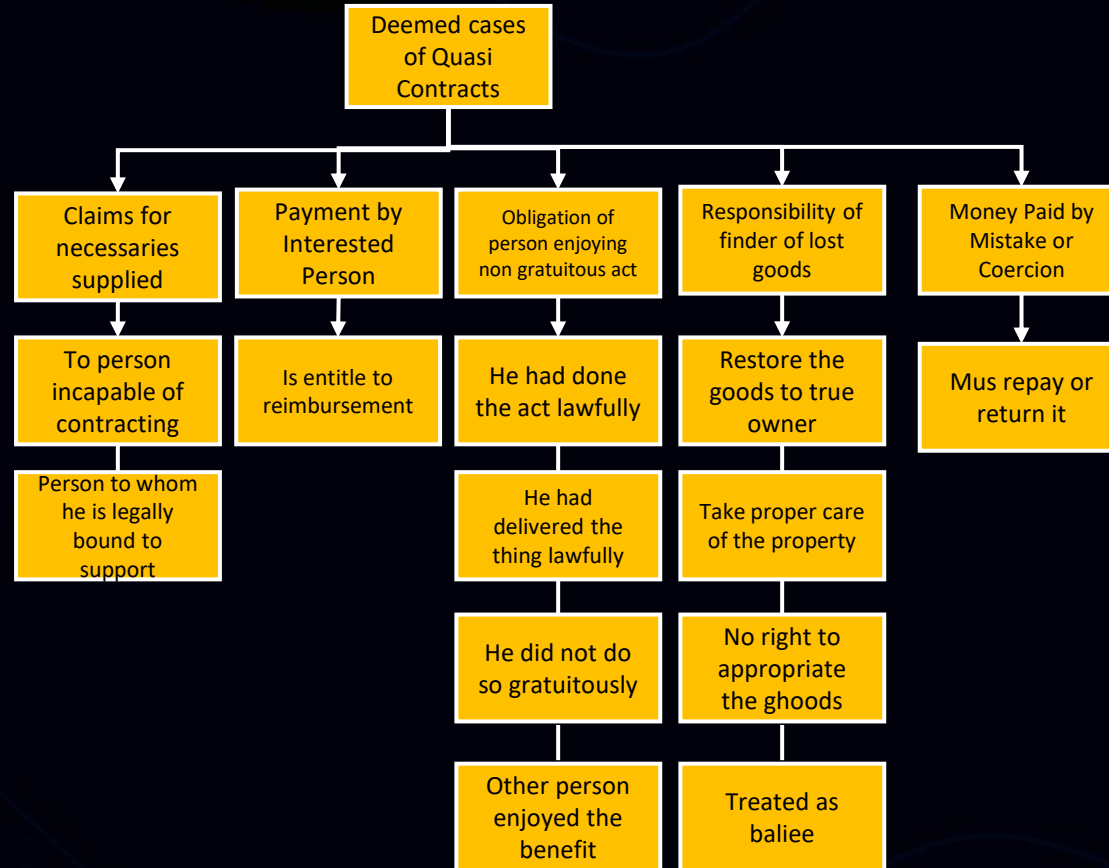 Deemed cases
of Quasi
Contracts
Claims for
necessaries
supplied
To person
incapable of
contracting
Person to whom
he is legally
bound to
support
Payment by
Interested
Person
Is entitle to
reimbursement
Obligation of
person enjoying
non gratuitous act
He had done
the act lawfully
He had
delivered the
thing lawfully
He did not do
so gratuitously
Other person
enjoyed the
benefit
Responsibility of
finder of lost
goods
Restore the
goods to true
owner
Take proper care
of the property
No right to
appropriate
the ghoods
Treated as
baliee
Money Paid by
Mistake or
Coercion
Mus repay or
return it